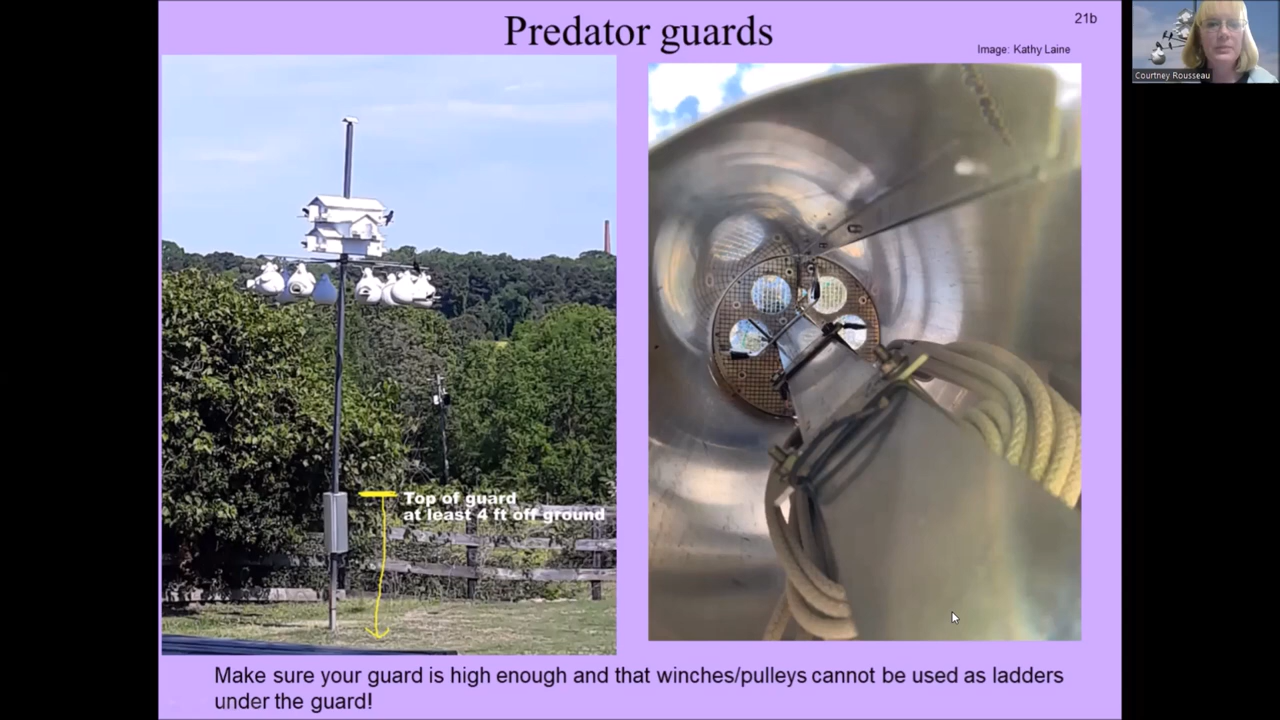 Predator guards
21b
Image: Kathy Laine
Courtney Rousseau
Top of guard
at least 4 ft off ground
Make sure your guard is high enough and that winches/pulleys cannot be used as ladders
under the guard!